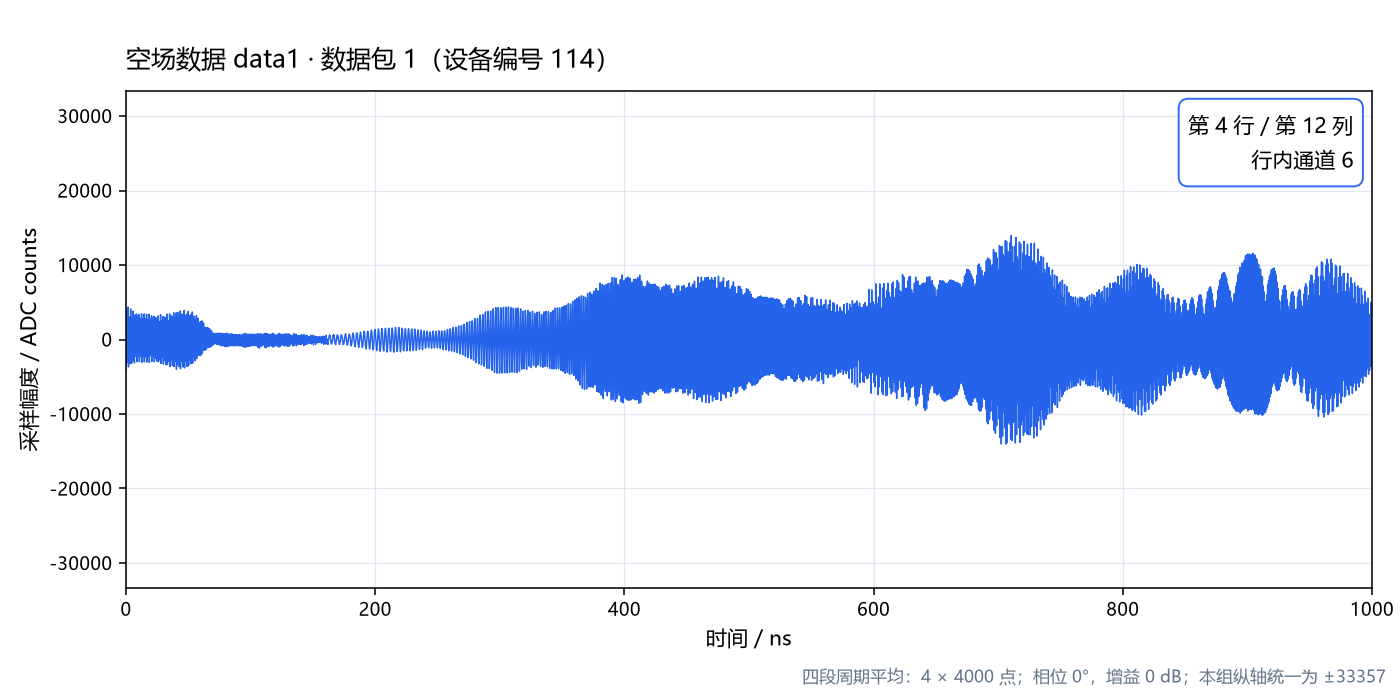 空场数据 data1 · 数据包 1（设备编号 114）
第 4 行 / 第 12 列
行内通道 6
采样幅度 / ADC counts
30000
20000
10000
0
-10000
-20000
-30000
0 200 400 600 800 1000
时间 / ns
四段周期平均：4 × 4000 点；相位 0°，增益 0 dB；本组纵轴统一为 ±33357